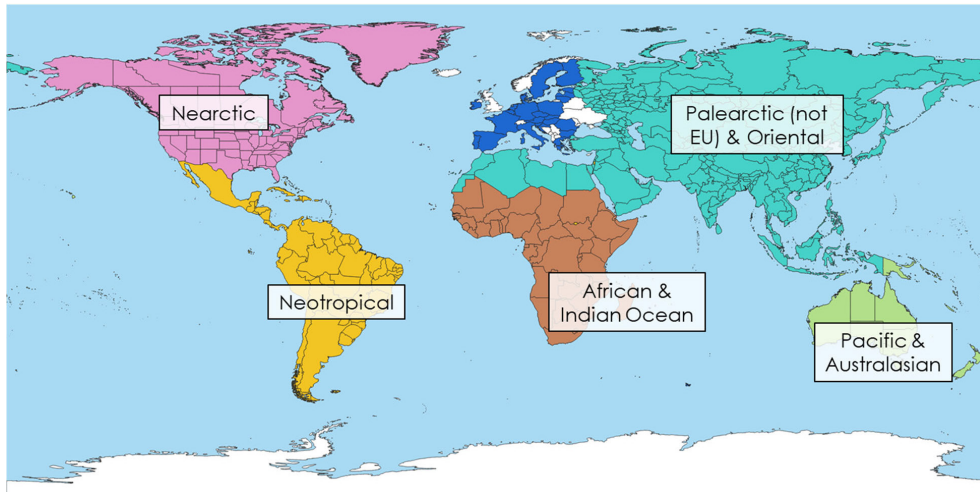 Nearctic
Palearctic (not
EU) & Oriental
Neotropical
African &
Indian Ocean
Pacific &
Australasian